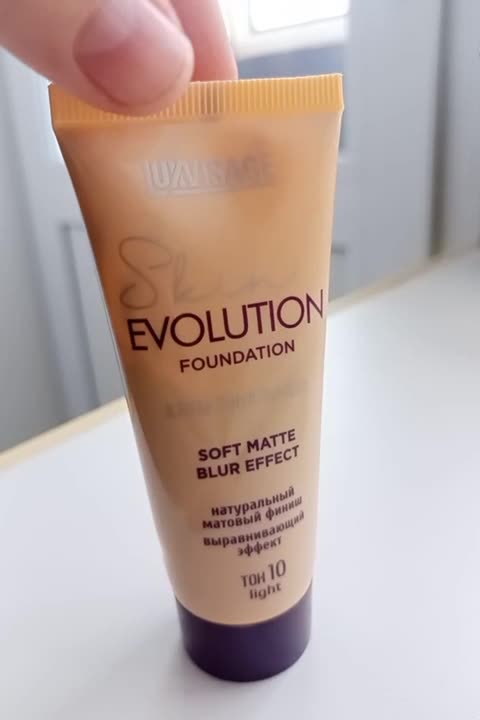 LUXVISAGE
Skin
EVOLUTION
FOUNDATION
SOFT MATTE
BLUR EFFECT
натуральный
матовый финиш
выравнивающий
эффект
ТОН 10
light